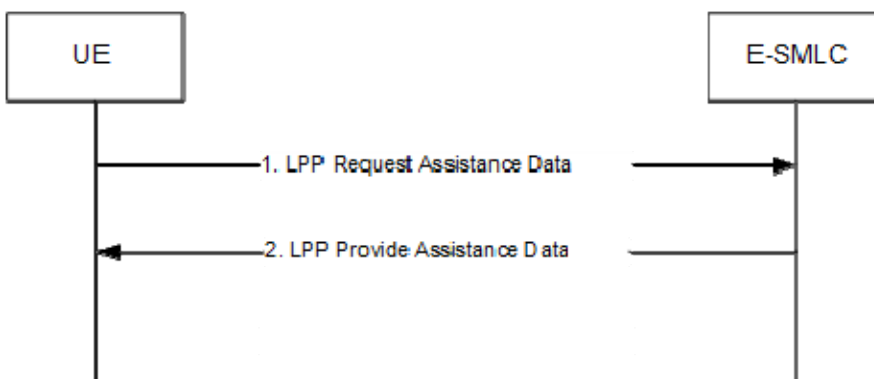 UE
E-SMLC
1. LPP Request Assistance Data
2. LPP Provide Assistance Data